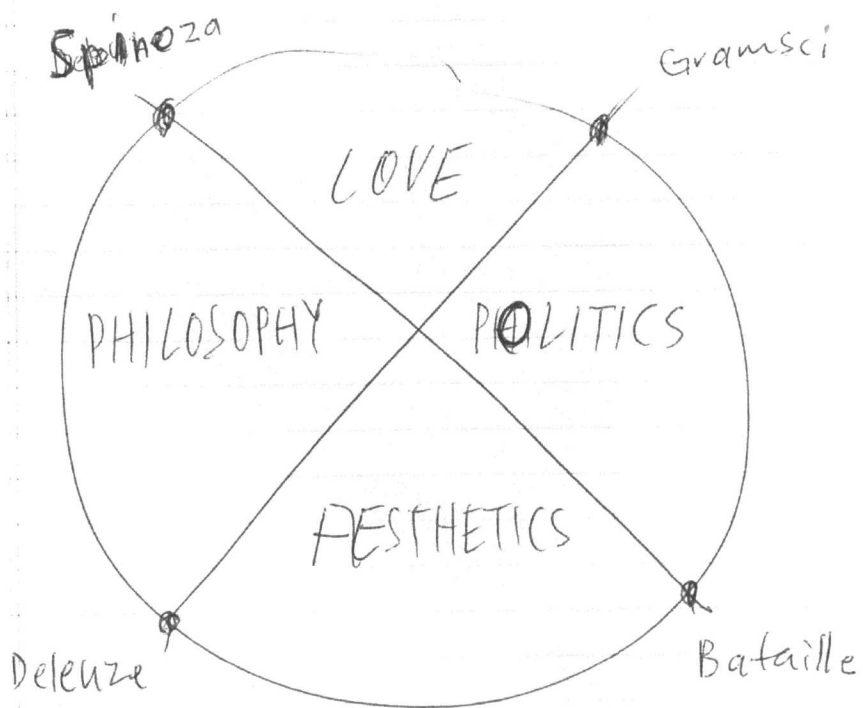 Spinoza
Gramsci
LOVE
PHILOSOPHY
POLITICS
AESTHETICS
Deleuze
Bataille